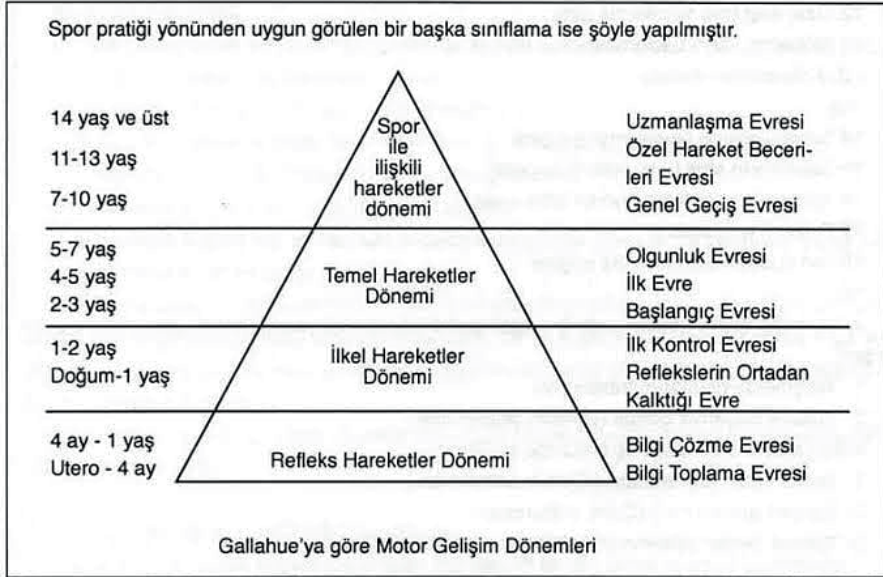 Spor pratiği yönünden uygun görülen bir başka sınıflama ise şöyle yapılmıştır.
14 yaş ve üst
11-13 yaş
7-10 yaş
Spor
ile
ilişkili
hareketler
dönemi
Uzmanlaşma Evresi
Özel Hareket Beceri-
leri Evresi
Genel Geçiş Evresi
5-7 yaş
4-5 yaş
2-3 yaş
Temel Hareketler
Dönemi
Olgunluk Evresi
İlk Evre
Başlangıç Evresi
1-2 yaş
Doğum-1 yaş
İlkel Hareketler
Dönemi
İlk Kontrol Evresi
Reflekslerin Ortadan
Kalktığı Evre
4 ay - 1 yaş
Utero - 4 ay
Refleks Hareketler Dönemi
Bilgi Çözme Evresi
Bilgi Toplama Evresi
Gallahue'ya göre Motor Gelişim Dönemleri